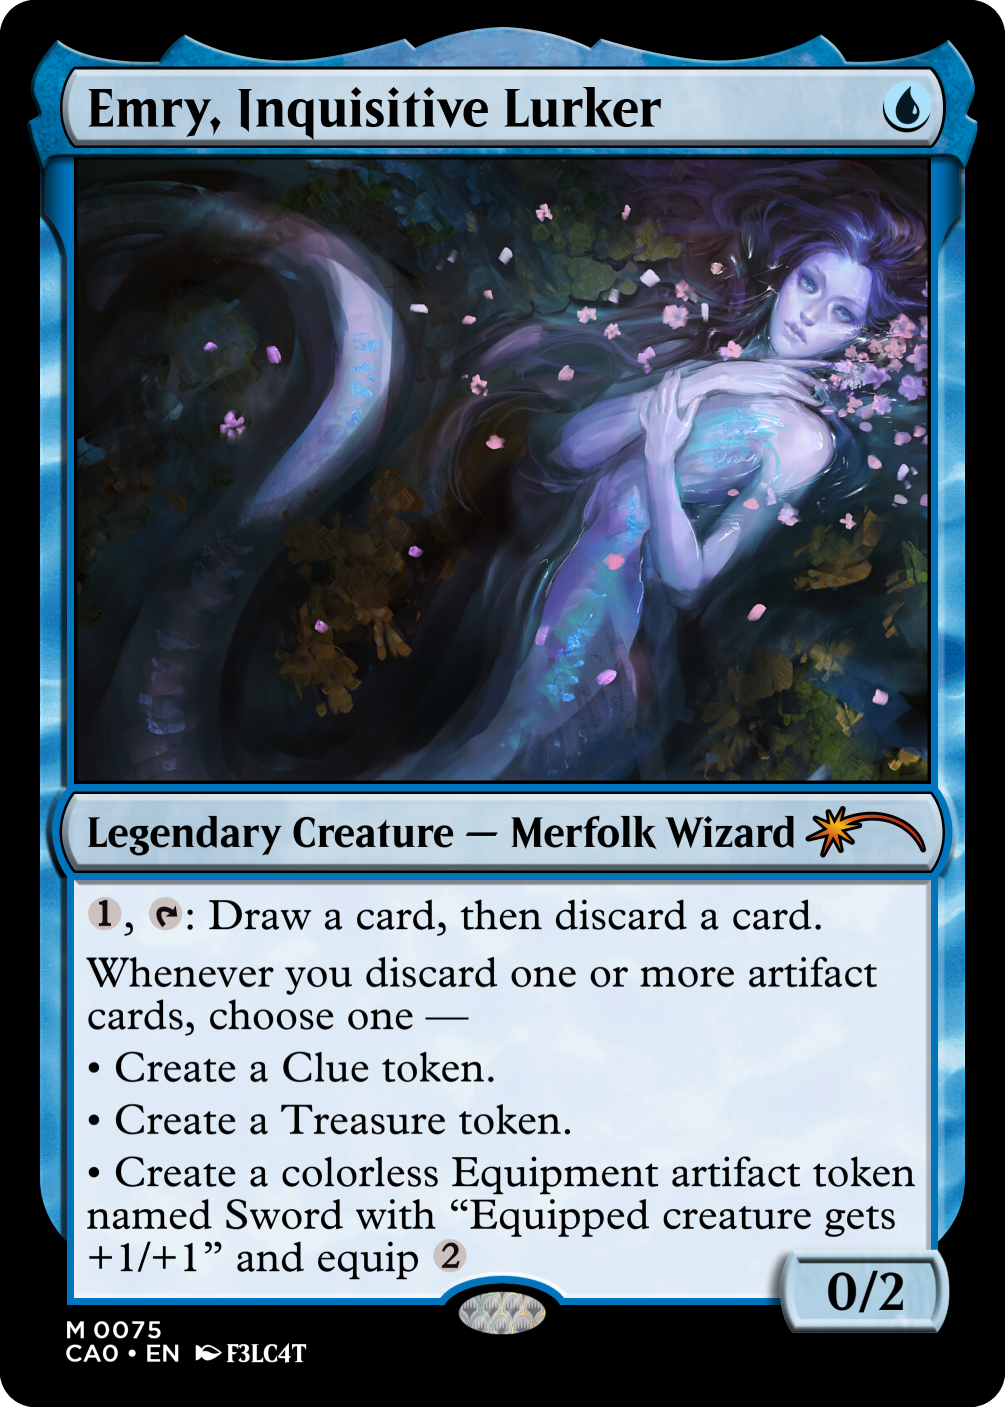 Emry, Inquisitive Lurker
Legendary Creature — Merfolk Wizard
1, : Draw a card, then discard a card.
Whenever you discard one or more artifact
cards, choose one —
• Create a Clue token.
• Create a Treasure token.
• Create a colorless Equipment artifact token
named Sword with “Equipped creature gets
+1/+1” and equip 2
0/2
M 0075
CAO • EN F3LC4T